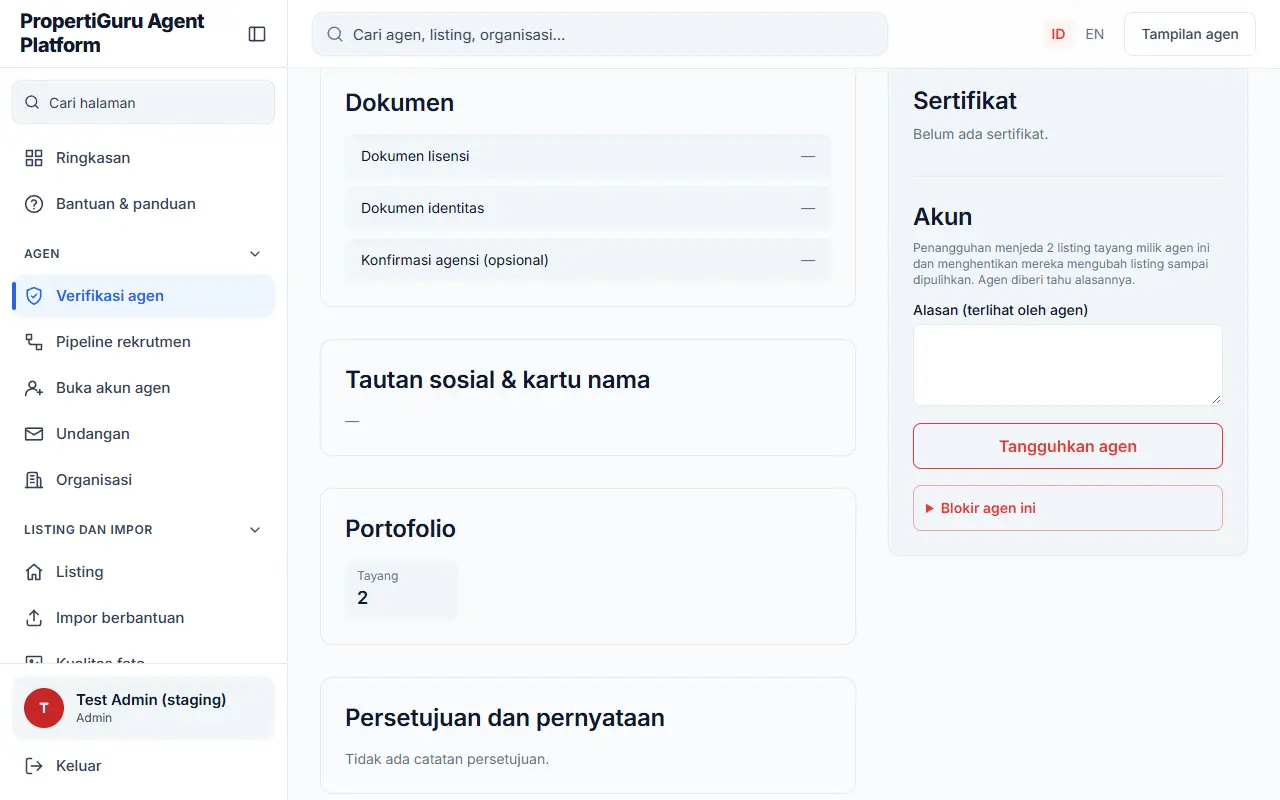 PropertiGuru Agent
Platform
Cari halaman
Ringkasan
Bantuan & panduan
AGEN
Verifikasi agen
Pipeline rekrutmen
Buka akun agen
Undangan
Organisasi
LISTING DAN IMPOR
Listing
Impor berbantuan
Kualitas foto
T
Test Admin (staging)
Admin
Keluar
Cari agen, listing, organisasi...
ID
EN
Tampilan agen
Dokumen
Dokumen lisensi —
Dokumen identitas —
Konfirmasi agensi (opsional) —
Tautan sosial & kartu nama
—
Portofolio
Tayang
2
Persetujuan dan pernyataan
Tidak ada catatan persetujuan.
Sertifikat
Belum ada sertifikat.
Akun
Penangguhan menjeda 2 listing tayang milik agen ini
dan menghentikan mereka mengubah listing sampai
dipulihkan. Agen diberi tahu alasannya.
Alasan (terlihat oleh agen)
Tangguhkan agen
Blokir agen ini